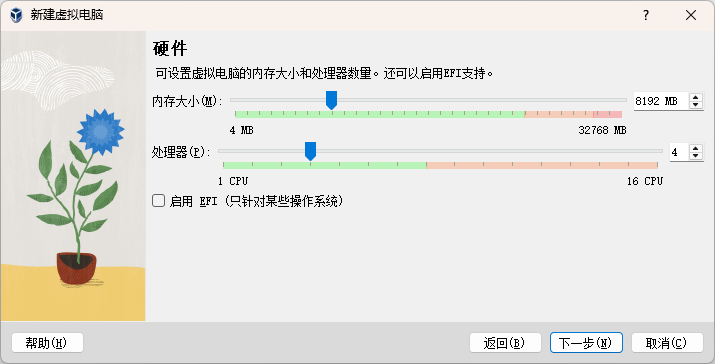 新建虚拟电脑
硬件
可设置虚拟电脑的内存大小和处理器数量。还可以启用EFI支持。
内存大小(M): 8192 MB
4 MB 32768 MB
处理器(P): 4
1 CPU 16 CPU
启用 EFI (只针对某些操作系统)
帮助(H) 返回(B) 下一步(N) 取消(C)